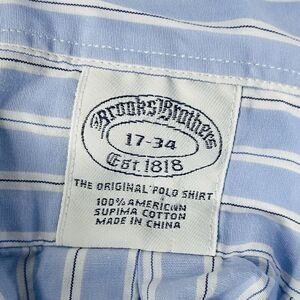 Brooks Brothers
17-34
Est. 1818
THE ORIGINAL POLO SHIRT
100% AMERICAN
SUPIMA COTTON
MADE IN CHINA